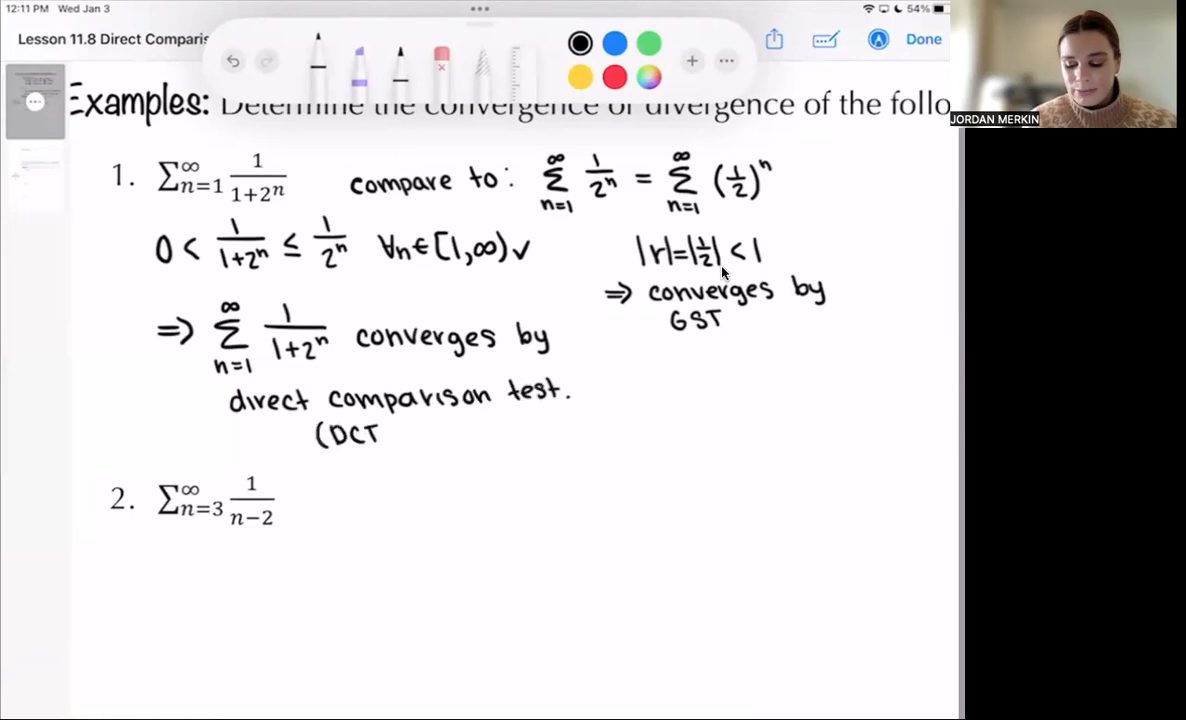 12:11 PM Wed Jan 3
54%
Lesson 11.8 Direct Comparis
Done
JORDAN MERKIN
Examples: Determine the convergence or divergence of the follo
1. ∑_{n=1}^{∞} 1/(1+2^n) compare to: ∑_{n=1}^{∞} 1/2^n = ∑_{n=1}^{∞} (1/2)^n
0 < 1/(1+2^n) ≤ 1/2^n ∀n∈[1,∞) ✓ |r|=|1/2| < 1
⇒ converges by
GST
⇒ ∑_{n=1}^{∞} 1/(1+2^n) converges by
direct comparison test.
(DCT
2. ∑_{n=3}^{∞} 1/(n−2)